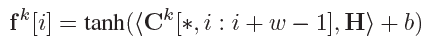 f^k[i] = tanh(⟨C^k[∗, i : i + w − 1], H⟩ + b)